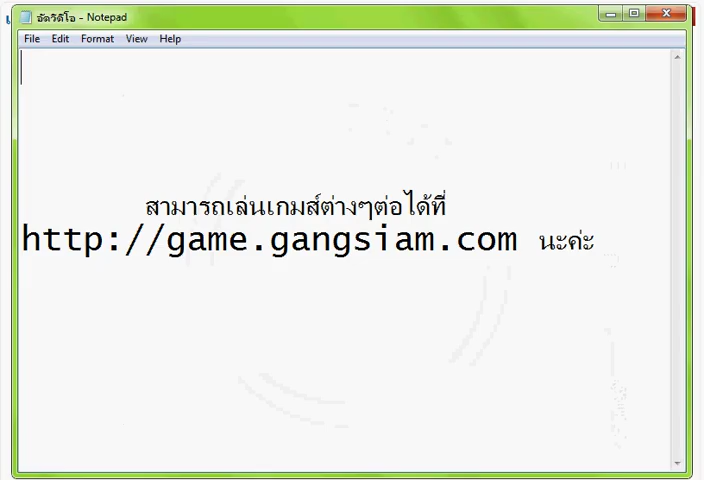 อัดวิดีโอ - Notepad
File Edit Format View Help
สามารถเล่นเกมส์ต่างๆต่อได้ที่
http://game.gangsiam.com นะค่ะ